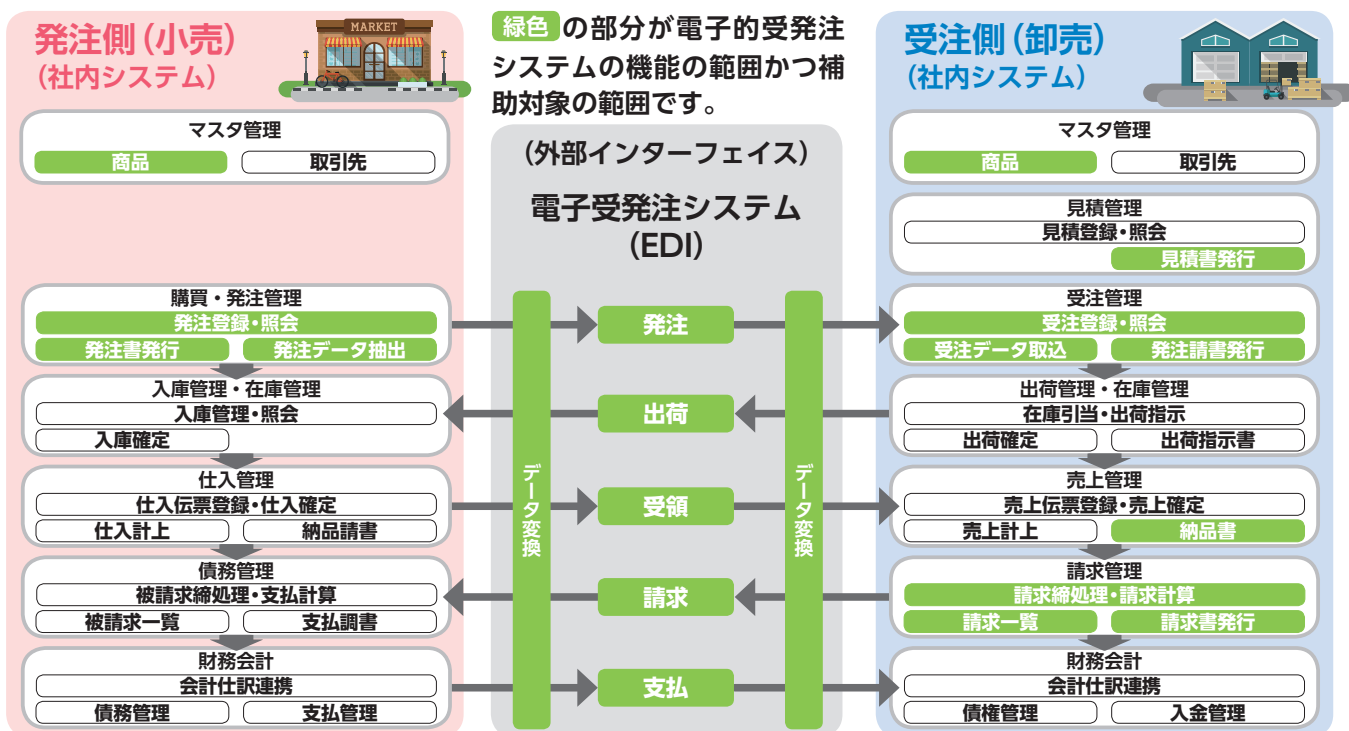 発注側(小売)
(社内システム)
MARKET
マスタ管理
商品
取引先
購買・発注管理
発注登録・照会
発注書発行
発注データ抽出
入庫管理・在庫管理
入庫管理・照会
入庫確定
仕入管理
仕入伝票登録・仕入確定
仕入計上
納品請書
債務管理
被請求締処理・支払計算
被請求一覧
支払調書
財務会計
会計仕訳連携
債務管理
支払管理
緑色の部分が電子的受発注
システムの機能の範囲かつ補
助対象の範囲です。
(外部インターフェイス)
電子受発注システム
(EDI)
データ変換
発注
出荷
受領
請求
支払
データ変換
受注側(卸売)
(社内システム)
マスタ管理
商品
取引先
見積管理
見積登録・照会
見積書発行
受注管理
受注登録・照会
受注データ取込
発注請書発行
出荷管理・在庫管理
在庫引当・出荷指示
出荷確定
出荷指示書
売上管理
売上伝票登録・売上確定
売上計上
納品書
請求管理
請求締処理・請求計算
請求一覧
請求書発行
財務会計
会計仕訳連携
債権管理
入金管理